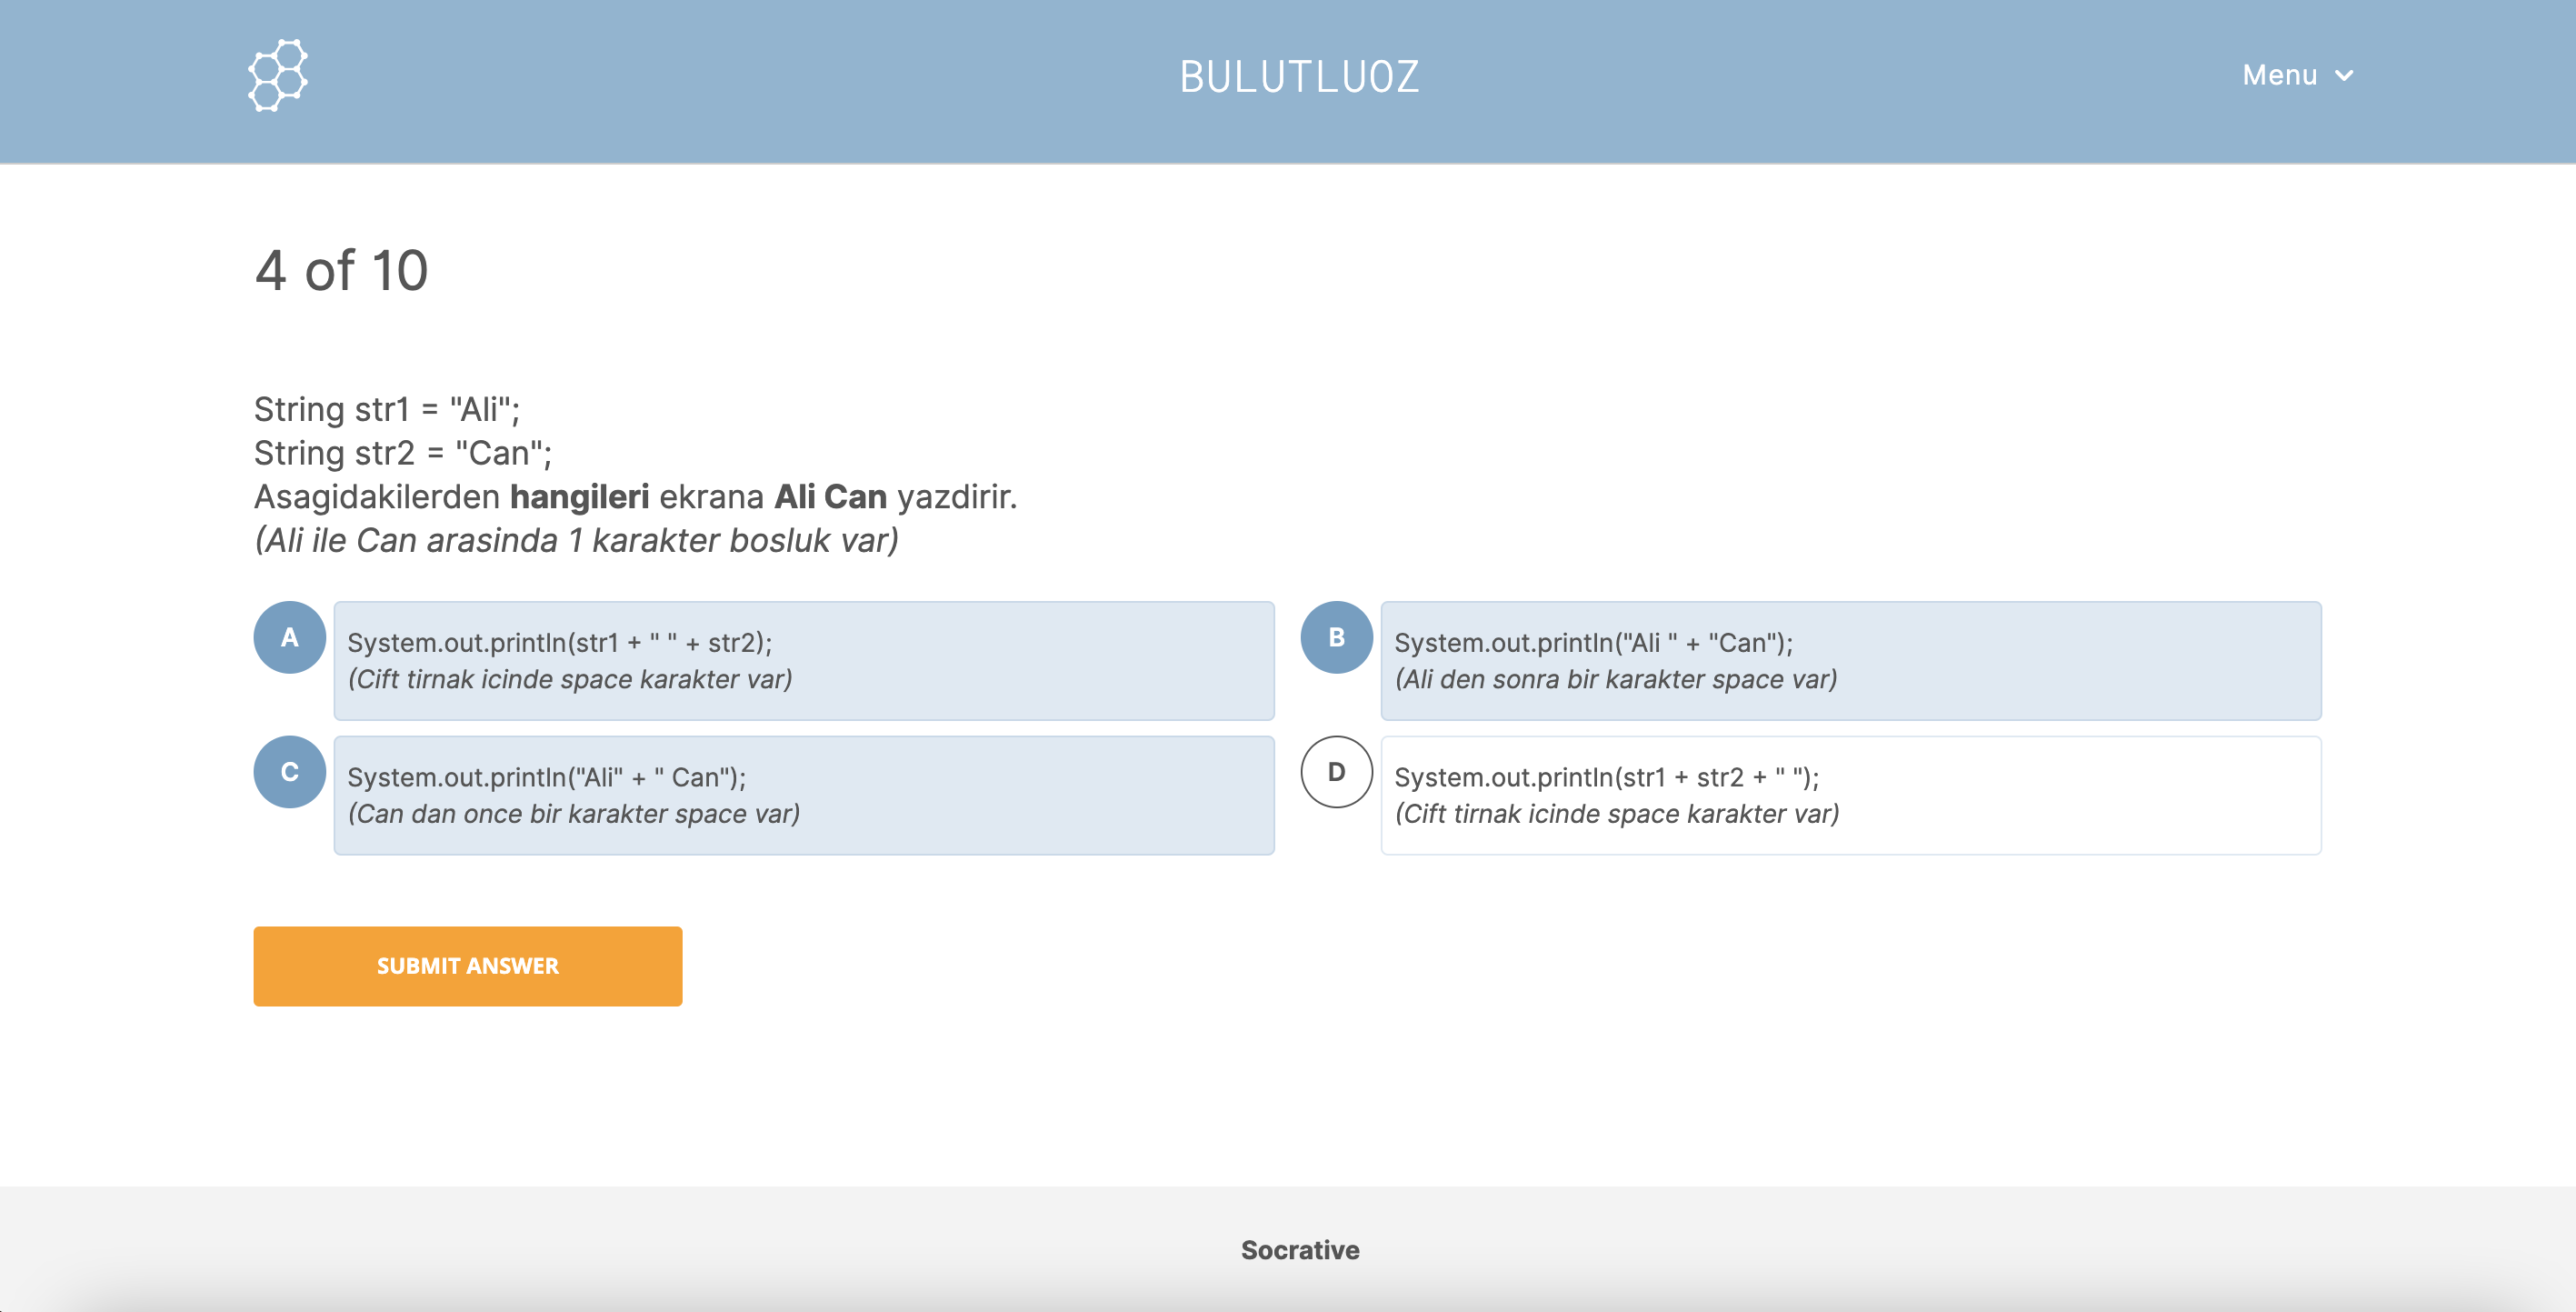 BULUTLUOZ
Menu
4 of 10
String str1 = "Ali";
String str2 = "Can";
Asagidakilerden hangileri ekrana Ali Can yazdirir.
(Ali ile Can arasinda 1 karakter bosluk var)
A
System.out.println(str1 + " " + str2);
(Cift tirnak icinde space karakter var)
B
System.out.println("Ali " + "Can");
(Ali den sonra bir karakter space var)
C
System.out.println("Ali" + " Can");
(Can dan once bir karakter space var)
D
System.out.println(str1 + str2 + " ");
(Cift tirnak icinde space karakter var)
SUBMIT ANSWER
Socrative